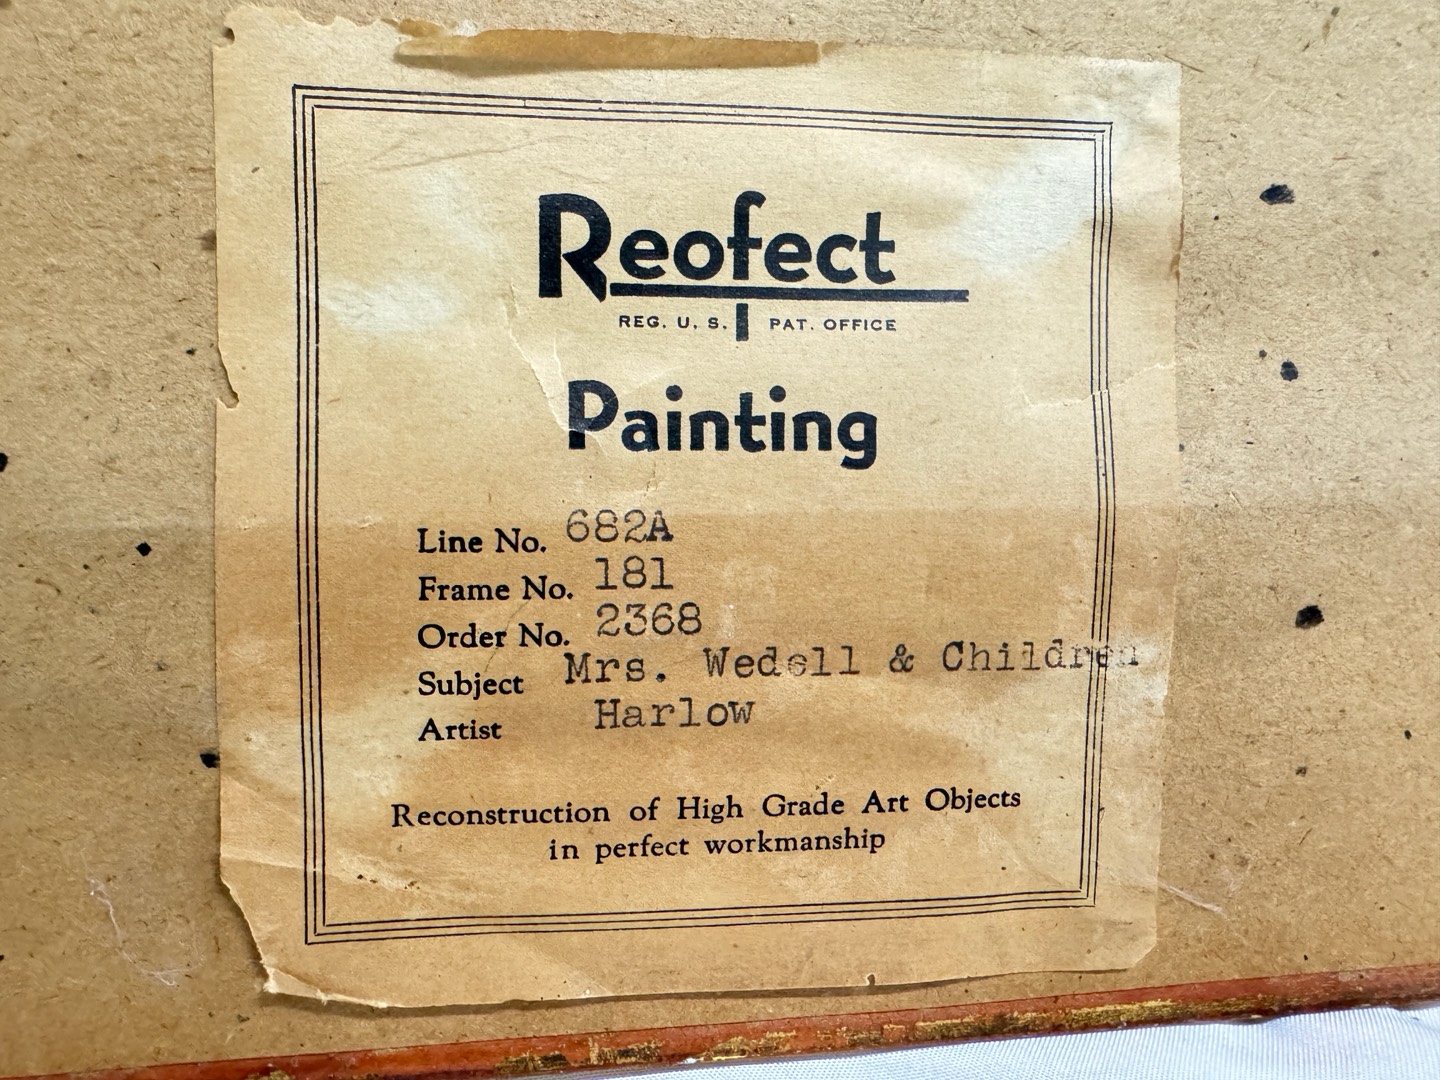 Reofect
REG. U. S. PAT. OFFICE
Painting
Line No. 682A
Frame No. 181
Order No. 2368
Subject Mrs. Wedell & Children
Artist Harlow
Reconstruction of High Grade Art Objects
in perfect workmanship